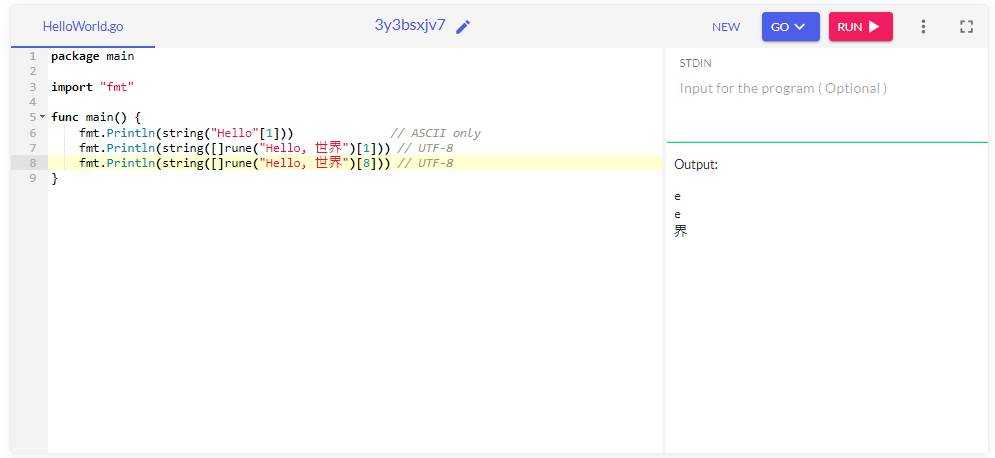 HelloWorld.go
3y3bsxjv7
NEW
GO
RUN
1 package main
2
3 import "fmt"
4
5 func main() {
6     fmt.Println(string("Hello"[1]))              // ASCII only
7     fmt.Println(string([]rune("Hello, 世界")[1])) // UTF-8
8     fmt.Println(string([]rune("Hello, 世界")[8])) // UTF-8
9 }
STDIN
Input for the program ( Optional )
Output:
e
e
界